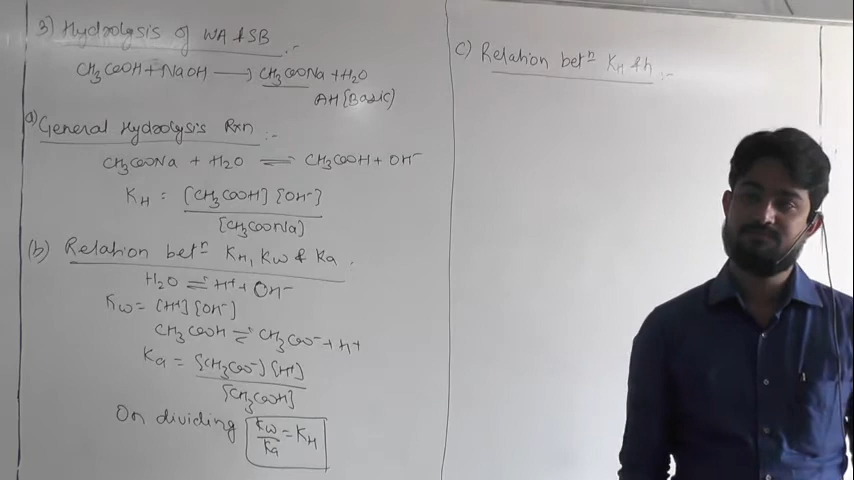 3) Hydrolysis of WA & SB :-
CH3COOH + NaOH → CH3COONa + H2O
AH [Basic]
a) General Hydrolysis Rxn :-
CH3COONa + H2O ⇌ CH3COOH + OH-
KH = [CH3COOH] [OH-]
[CH3COONa]
(b) Relation betn KH, Kw & Ka.
H2O ⇌ H+ + OH-
Kw = [H+] [OH-]
CH3COOH ⇌ CH3COO- + H+
Ka = [CH3COO-] [H+]
[CH3COOH]
On dividing Kw/Ka = KH
c) Relation betn KH & h :-